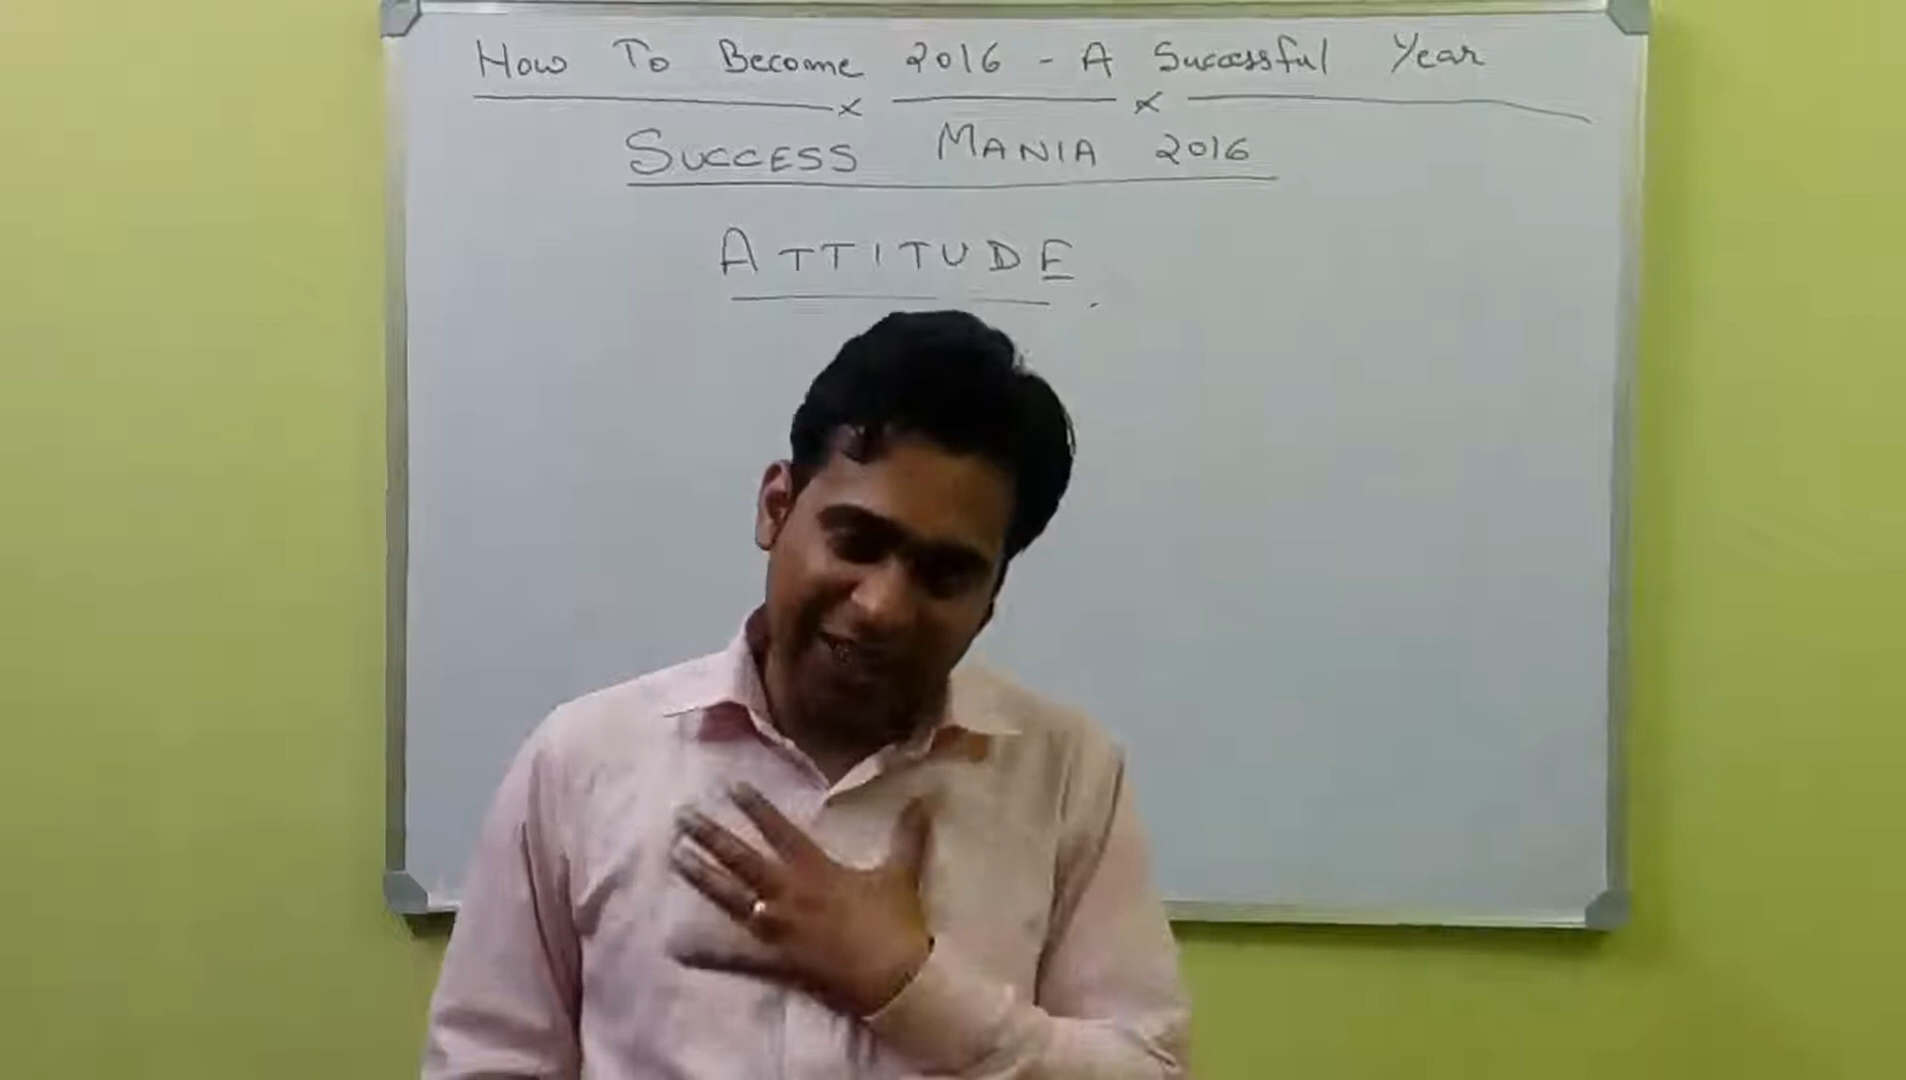 How To Become 2016 - A Successful Year
SUCCESS MANIA 2016
ATTITUDE.